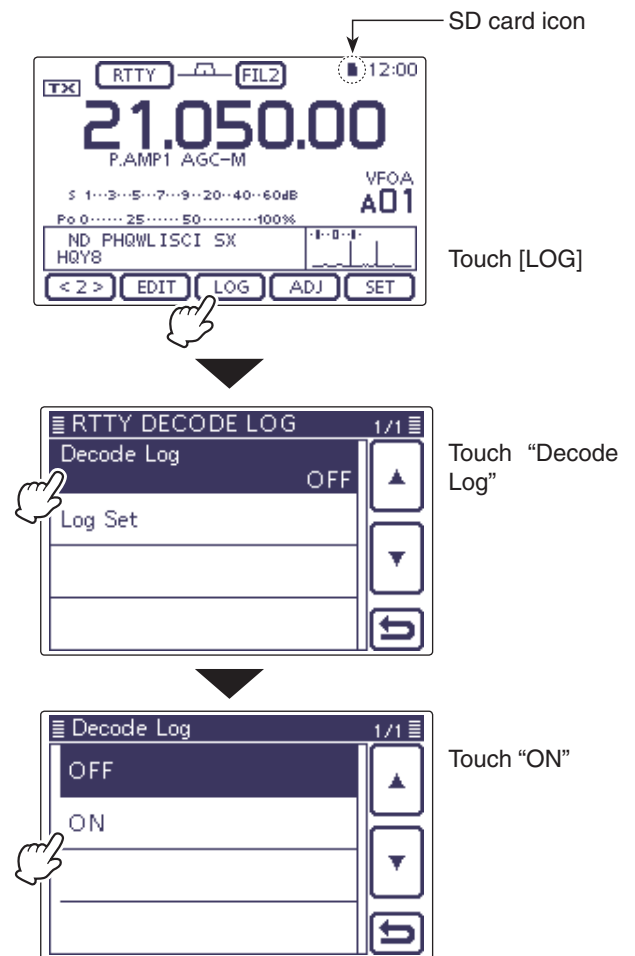 SD card icon
RTTY FIL2 12:00
TX
21.050.00
P.AMP1 AGC-M
VFOA
S 1···3···5···7···9··20··40··60dB
A01
Po 0······25······50··········100%
ND PHQWLISCI SX
HQY8
Touch [LOG]
< 2 > EDIT LOG ADJ SET
RTTY DECODE LOG 1/1
Decode Log
OFF
Touch “Decode
Log”
Log Set
Decode Log 1/1
OFF
Touch “ON”
ON